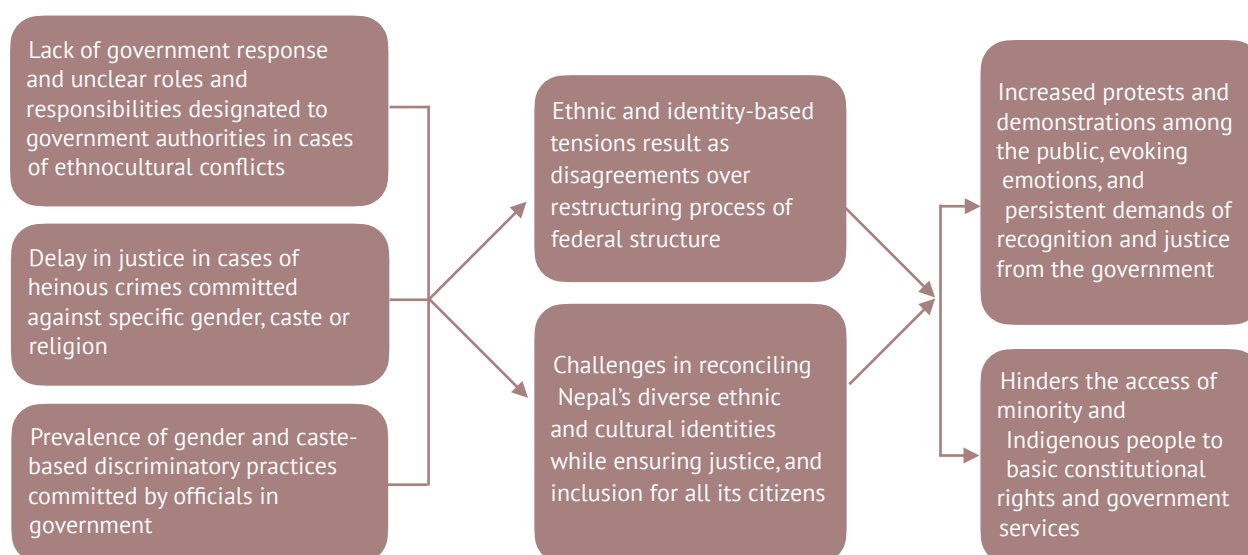 Lack of government response
and unclear roles and
responsibilities designated to
government authorities in cases
of ethnocultural conflicts
Delay in justice in cases of
heinous crimes committed
against specific gender, caste or
religion
Prevalence of gender and caste-
based discriminatory practices
committed by officials in
government
Ethnic and identity-based
tensions result as
disagreements over
restructuring process of
federal structure
Challenges in reconciling
Nepal’s diverse ethnic
and cultural identities
while ensuring justice, and
inclusion for all its citizens
Increased protests and
demonstrations among
the public, evoking
emotions, and
persistent demands of
recognition and justice
from the government
Hinders the access of
minority and
Indigenous people to
basic constitutional
rights and government
services